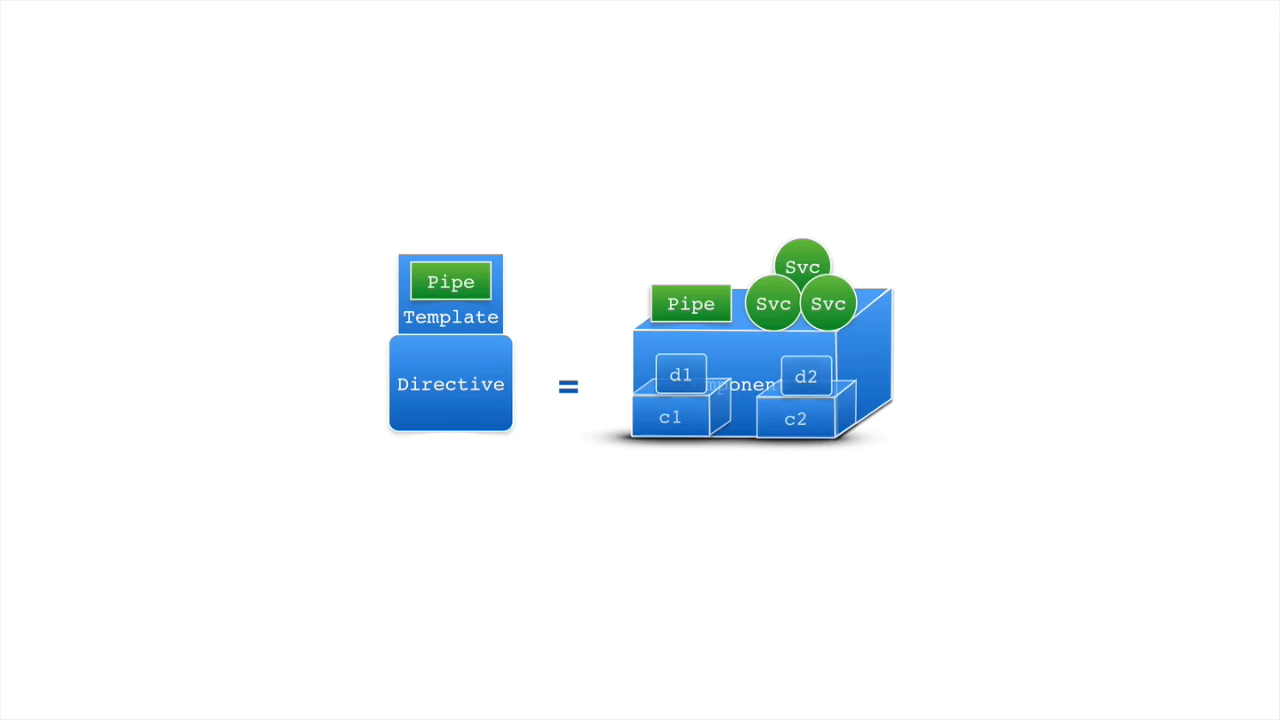 Pipe
Template
Directive
=
Pipe
Svc
Svc
Svc
d1
d2
c1
c2